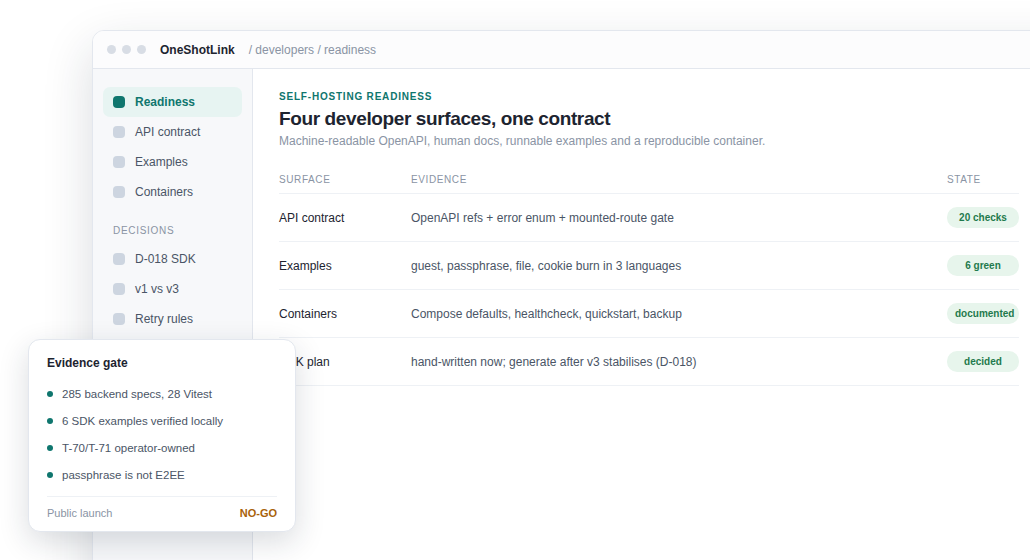 OneShotLink / developers / readiness
Readiness
API contract
Examples
Containers
DECISIONS
D-018 SDK
v1 vs v3
Retry rules
SELF-HOSTING READINESS
Four developer surfaces, one contract
Machine-readable OpenAPI, human docs, runnable examples and a reproducible container.
SURFACE EVIDENCE STATE
API contract OpenAPI refs + error enum + mounted-route gate 20 checks
Examples guest, passphrase, file, cookie burn in 3 languages 6 green
Containers Compose defaults, healthcheck, quickstart, backup documented
K plan hand-written now; generate after v3 stabilises (D-018) decided
Evidence gate
285 backend specs, 28 Vitest
6 SDK examples verified locally
T-70/T-71 operator-owned
passphrase is not E2EE
Public launch NO-GO